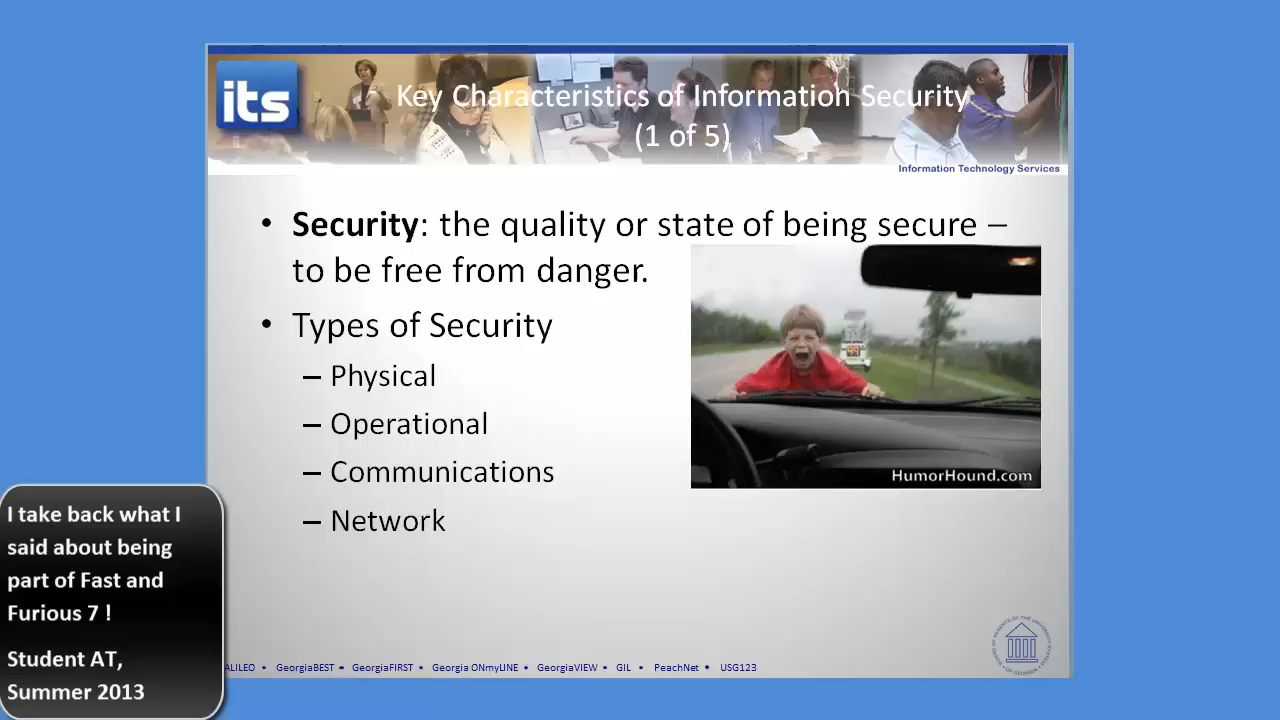 its
Key Characteristics of Information Security
(1 of 5)
Information Technology Services
• Security: the quality or state of being secure –
to be free from danger.
• Types of Security
– Physical
– Operational
– Communications
– Network
HumorHound.com
I take back what I
said about being
part of Fast and
Furious 7 !
Student AT,
Summer 2013
ALILEO • GeorgiaBEST • GeorgiaFIRST • Georgia ONmyLINE • GeorgiaVIEW • GIL • PeachNet • USG123